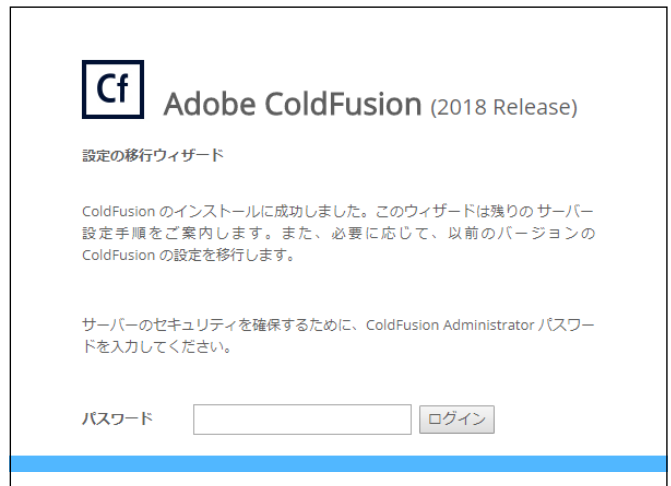 Cf
Adobe ColdFusion (2018 Release)
設定の移行ウィザード
ColdFusion のインストールに成功しました。このウィザードは残りの サーバー
設定手順をご案内します。また、必要に応じて、以前のバージョンの
ColdFusion の設定を移行します。
サーバーのセキュリティを確保するために、ColdFusion Administrator パスワー
ドを入力してください。
パスワード ログイン